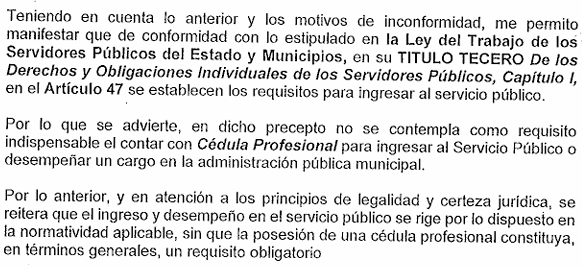 Teniendo en cuenta lo anterior y los motivos de inconformidad, me permito
manifestar que de conformidad con lo estipulado en la Ley del Trabajo de los
Servidores Públicos del Estado y Municipios, en su TITULO TECERO De los
Derechos y Obligaciones Individuales de los Servidores Públicos, Capítulo I,
en el Artículo 47 se establecen los requisitos para ingresar al servicio público.
Por lo que se advierte, en dicho precepto no se contempla como requisito
indispensable el contar con Cédula Profesional para ingresar al Servicio Público o
desempeñar un cargo en la administración pública municipal.
Por lo anterior, y en atención a los principios de legalidad y certeza jurídica, se
reitera que el ingreso y desempeño en el servicio público se rige por lo dispuesto en
la normatividad aplicable, sin que la posesión de una cédula profesional constituya,
en términos generales, un requisito obligatorio